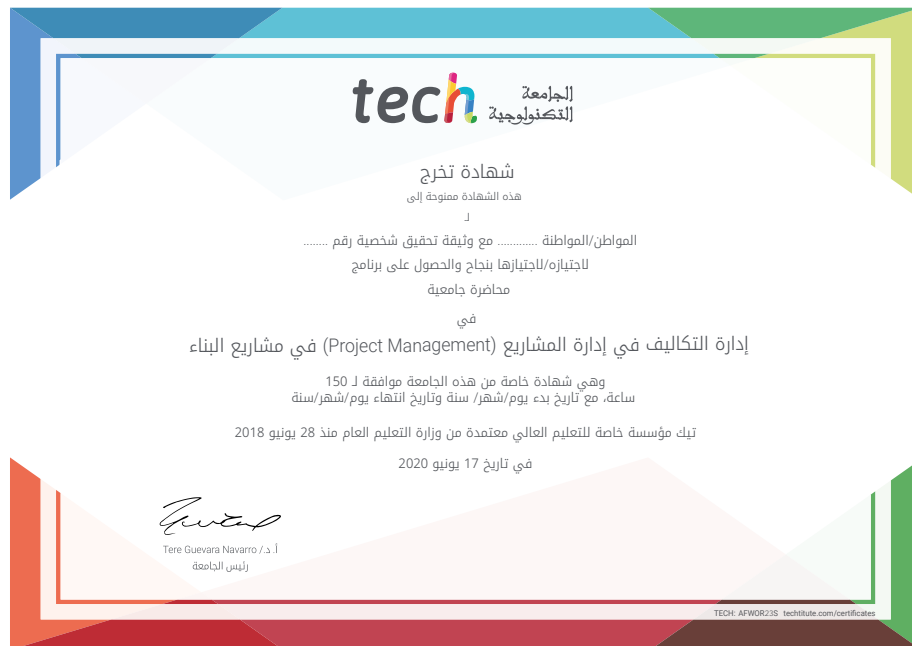 tech الجامعة
التكنولوجية
شهادة تخرج
هذه الشهادة ممنوحة إلى
لـ
المواطن/المواطنة ............ مع وثيقة تحقيق شخصية رقم ........
لاجتيازه/لاجتيازها بنجاح والحصول على برنامج
محاضرة جامعية
في
إدارة التكاليف في إدارة المشاريع (Project Management) في مشاريع البناء
وهي شهادة خاصة من هذه الجامعة موافقة لـ 150
ساعة، مع تاريخ بدء يوم/شهر/ سنة وتاريخ انتهاء يوم/شهر/سنة
تيك مؤسسة خاصة للتعليم العالي معتمدة من وزارة التعليم العام منذ 28 يونيو 2018
في تاريخ 17 يونيو 2020
أ. د./ Tere Guevara Navarro
رئيس الجامعة
TECH: AFWOR23S techtitute.com/certificates